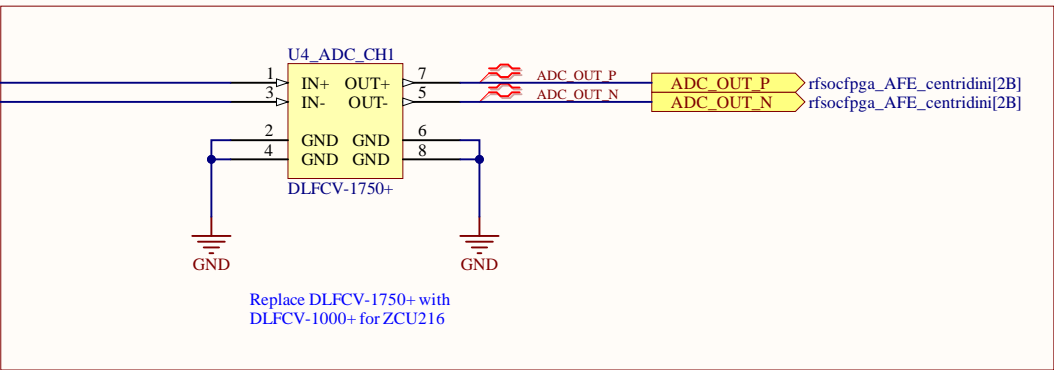 U4_ADC_CH1
1 IN+ OUT+ 7 ADC_OUT_P ADC_OUT_P rfsocfpga_AFE_centridini[2B]
3 IN- OUT- 5 ADC_OUT_N ADC_OUT_N rfsocfpga_AFE_centridini[2B]
2 GND GND 6
4 GND GND 8
DLFCV-1750+
GND GND
Replace DLFCV-1750+ with
DLFCV-1000+ for ZCU216